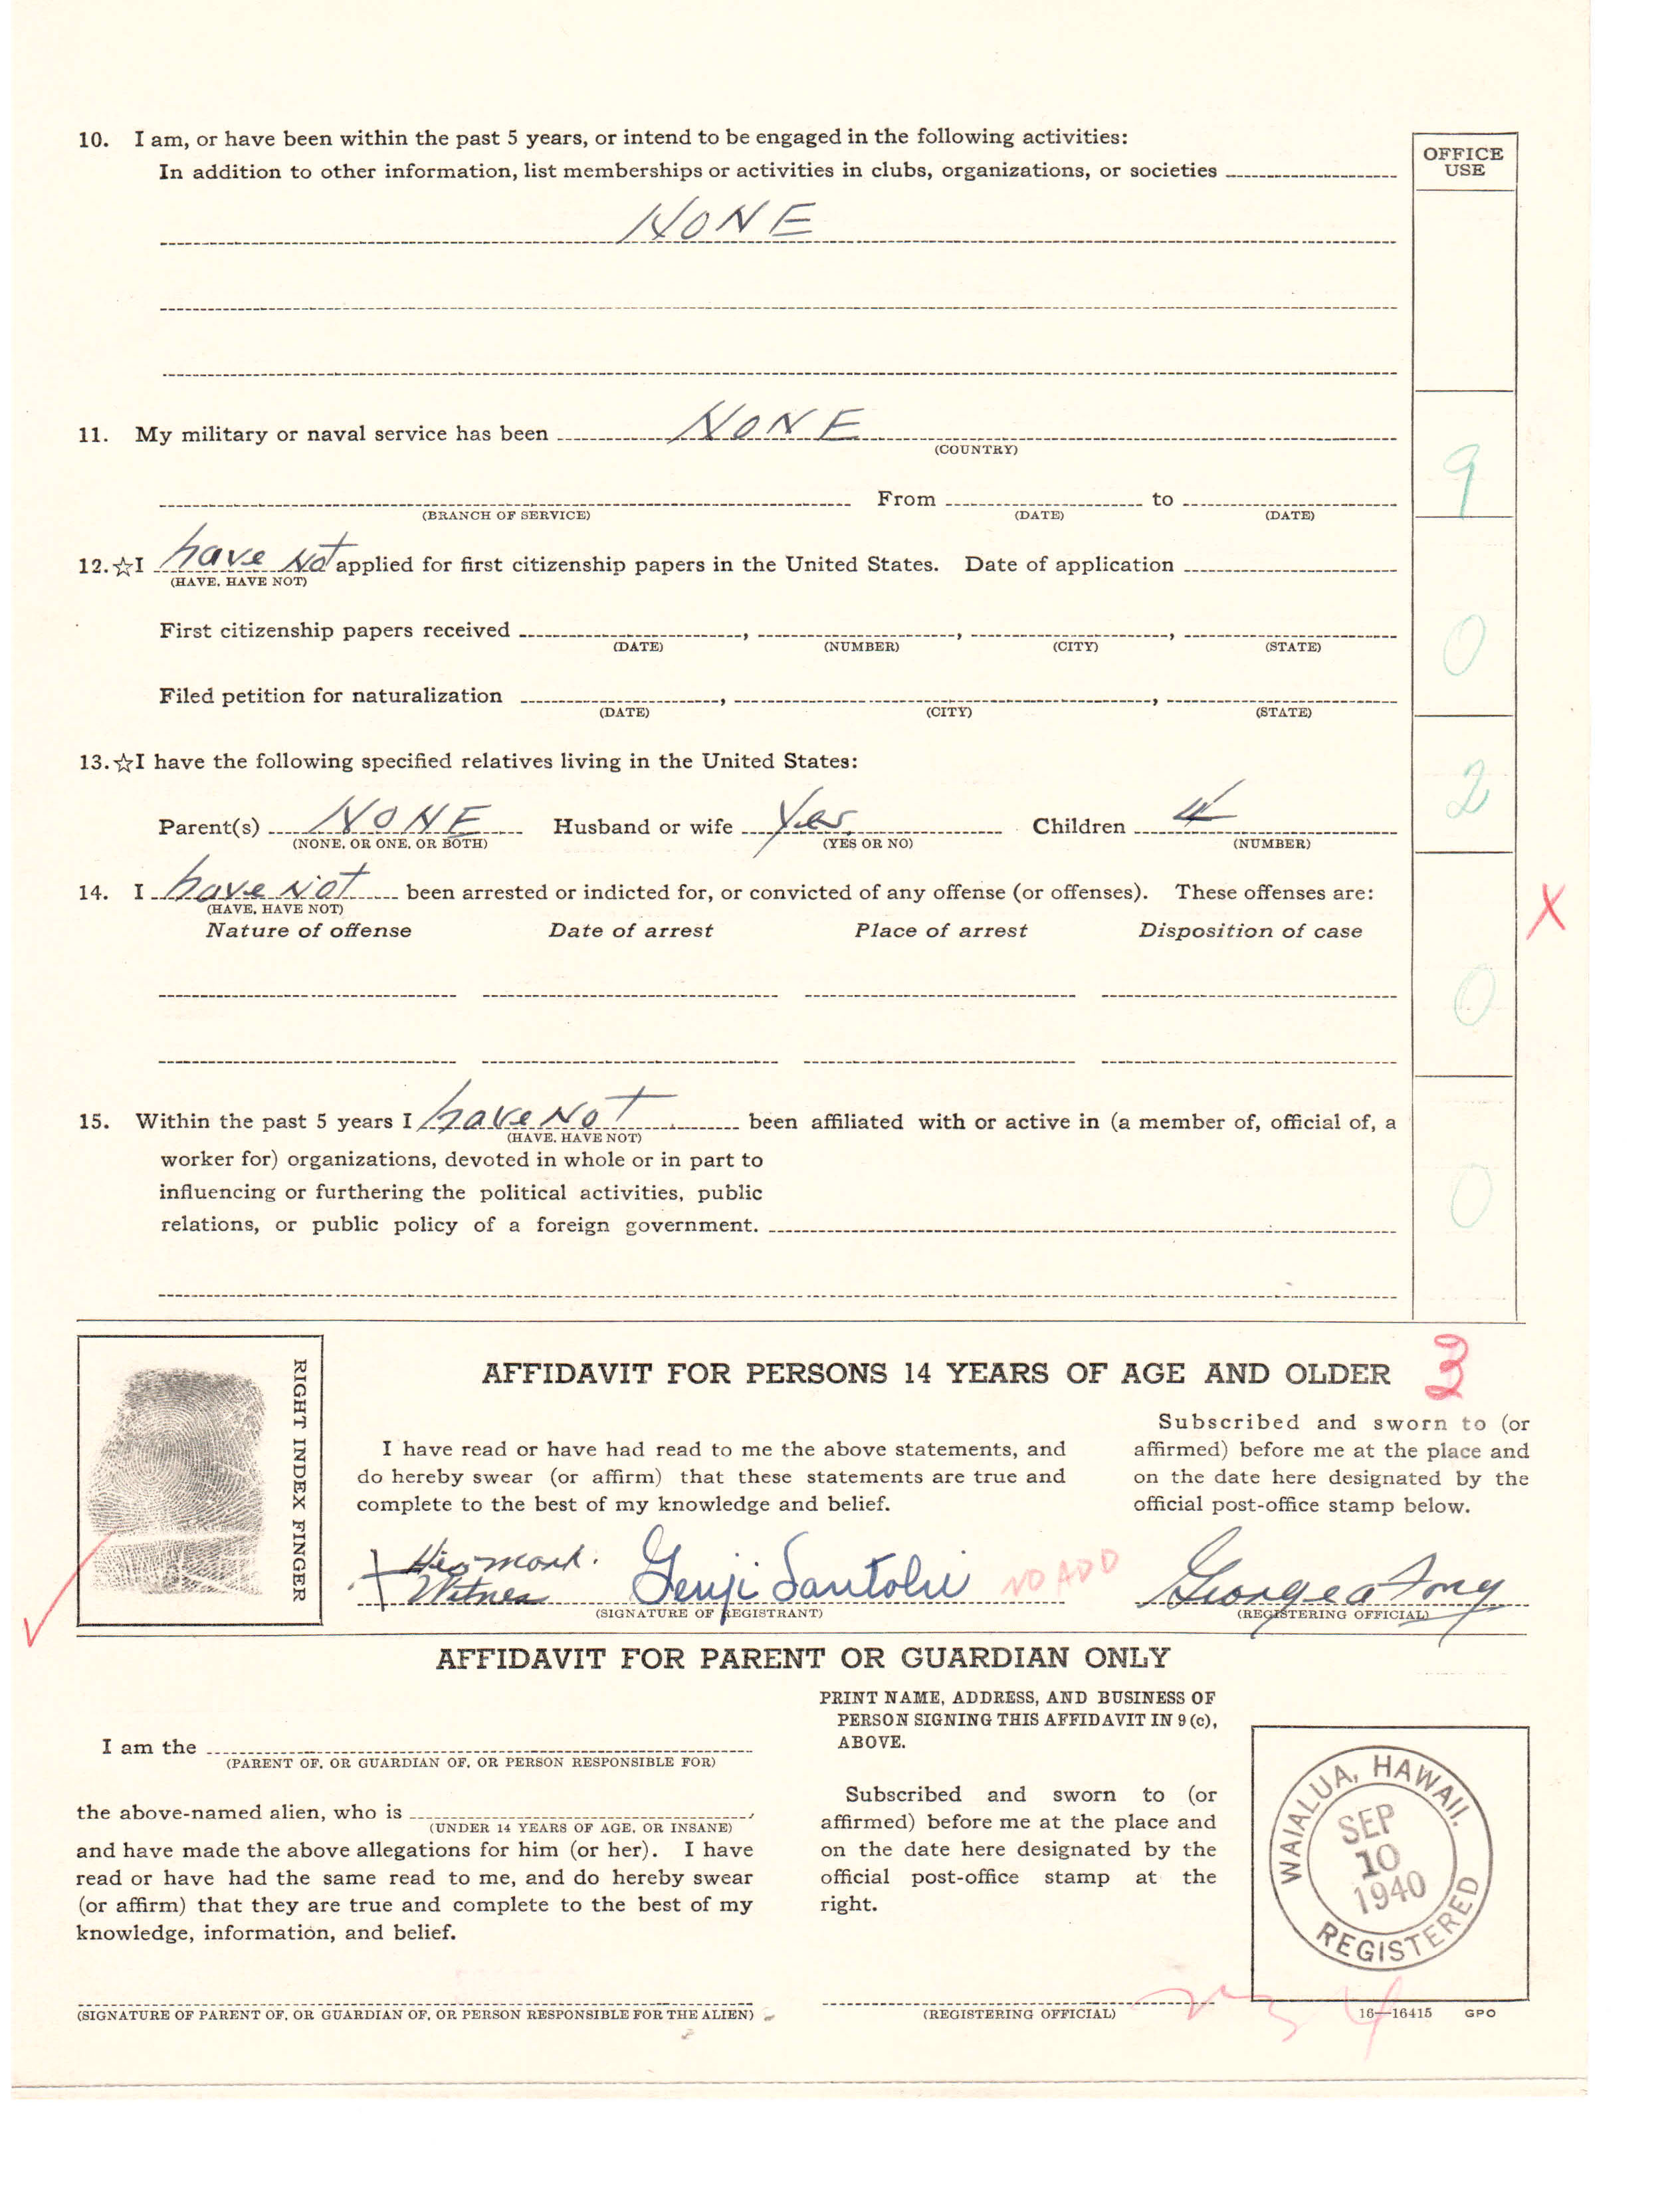 10. I am, or have been within the past 5 years, or intend to be engaged in the following activities:
In addition to other information, list memberships or activities in clubs, organizations, or societies
OFFICE
USE
NONE
11. My military or naval service has been NONE
(COUNTRY)
9
From to
(BRANCH OF SERVICE) (DATE) (DATE)
12.☆I have Not applied for first citizenship papers in the United States. Date of application
(HAVE, HAVE NOT)
First citizenship papers received , , ,
(DATE) (NUMBER) (CITY) (STATE)
0
Filed petition for naturalization , ,
(DATE) (CITY) (STATE)
13.☆I have the following specified relatives living in the United States:
2
Parent(s) NONE Husband or wife Yes Children 4
(NONE, OR ONE, OR BOTH) (YES OR NO) (NUMBER)
14. I have Not been arrested or indicted for, or convicted of any offense (or offenses). These offenses are:
(HAVE, HAVE NOT)
X
Nature of offense Date of arrest Place of arrest Disposition of case
0
15. Within the past 5 years I have Not been affiliated with or active in (a member of, official of, a
(HAVE, HAVE NOT)
worker for) organizations, devoted in whole or in part to
influencing or furthering the political activities, public
0
relations, or public policy of a foreign government.
RIGHT INDEX FINGER
AFFIDAVIT FOR PERSONS 14 YEARS OF AGE AND OLDER
3
I have read or have had read to me the above statements, and
do hereby swear (or affirm) that these statements are true and
complete to the best of my knowledge and belief.
Subscribed and sworn to (or
affirmed) before me at the place and
on the date here designated by the
official post-office stamp below.
His mark.
Witness Genji Santoki NO ADD
(SIGNATURE OF REGISTRANT)
George a Fong
(REGISTERING OFFICIAL)
AFFIDAVIT FOR PARENT OR GUARDIAN ONLY
I am the
(PARENT OF, OR GUARDIAN OF, OR PERSON RESPONSIBLE FOR)
the above-named alien, who is ,
(UNDER 14 YEARS OF AGE, OR INSANE)
and have made the above allegations for him (or her). I have
read or have had the same read to me, and do hereby swear
(or affirm) that they are true and complete to the best of my
knowledge, information, and belief.
(SIGNATURE OF PARENT OF, OR GUARDIAN OF, OR PERSON RESPONSIBLE FOR THE ALIEN)
PRINT NAME, ADDRESS, AND BUSINESS OF
PERSON SIGNING THIS AFFIDAVIT IN 9 (c),
ABOVE.
Subscribed and sworn to (or
affirmed) before me at the place and
on the date here designated by the
official post-office stamp at the
right.
(REGISTERING OFFICIAL)
WAIALUA, HAWAII.
SEP
10
1940
REGISTERED
16—16415 GPO